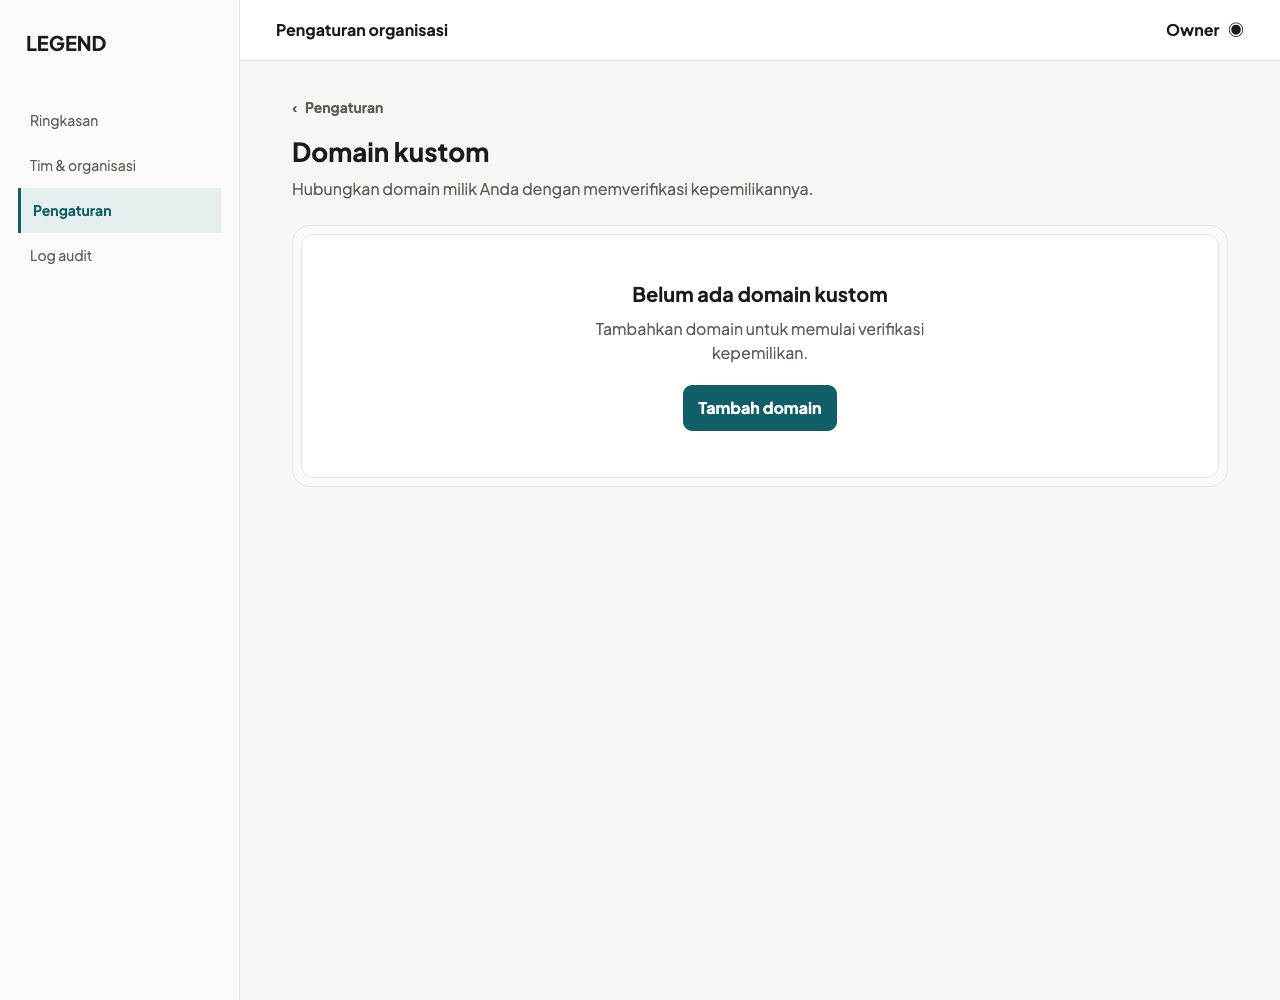 LEGEND
Ringkasan
Tim & organisasi
Pengaturan
Log audit
Pengaturan organisasi
Owner
‹ Pengaturan
Domain kustom
Hubungkan domain milik Anda dengan memverifikasi kepemilikannya.
Belum ada domain kustom
Tambahkan domain untuk memulai verifikasi
kepemilikan.
Tambah domain